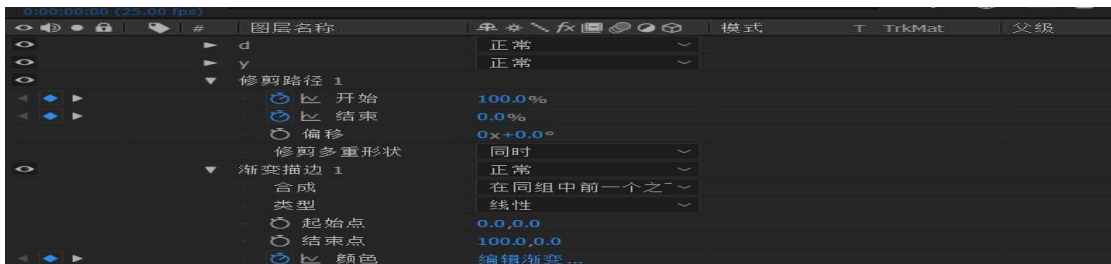 0:00:00:00 (25.00 fps)
# 图层名称 fx 模式 T TrkMat 父级
d 正常
y 正常
修剪路径 1
开始 100.0%
结束 0.0%
偏移 0x+0.0°
修剪多重形状 同时
渐变描边 1 正常
合成 在同组中前一个之
类型 线性
起始点 0.0,0.0
结束点 100.0,0.0
颜色 编辑渐变...